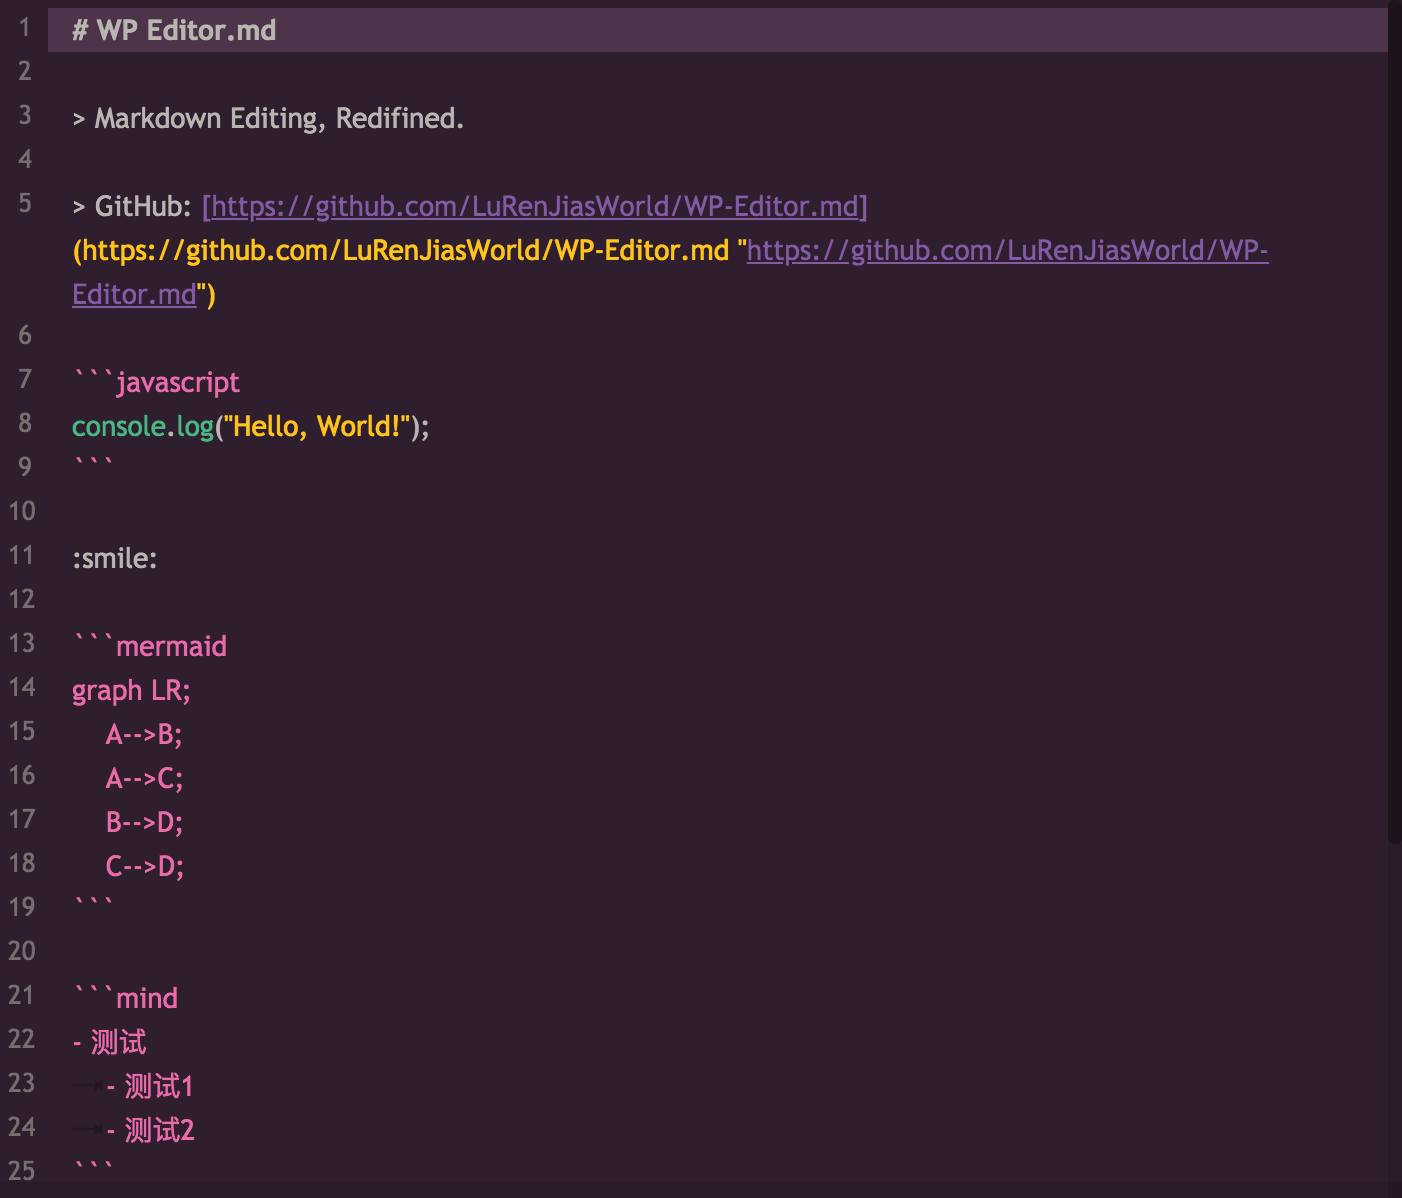 1 # WP Editor.md
2
3 > Markdown Editing, Redifined.
4
5 > GitHub: [https://github.com/LuRenJiasWorld/WP-Editor.md]
(https://github.com/LuRenJiasWorld/WP-Editor.md "https://github.com/LuRenJiasWorld/WP-
Editor.md")
6
7 ```javascript
8 console.log("Hello, World!");
9 ```
10
11 :smile:
12
13 ```mermaid
14 graph LR;
15     A-->B;
16     A-->C;
17     B-->D;
18     C-->D;
19 ```
20
21 ```mind
22 - 测试
23     - 测试1
24     - 测试2
25 ```